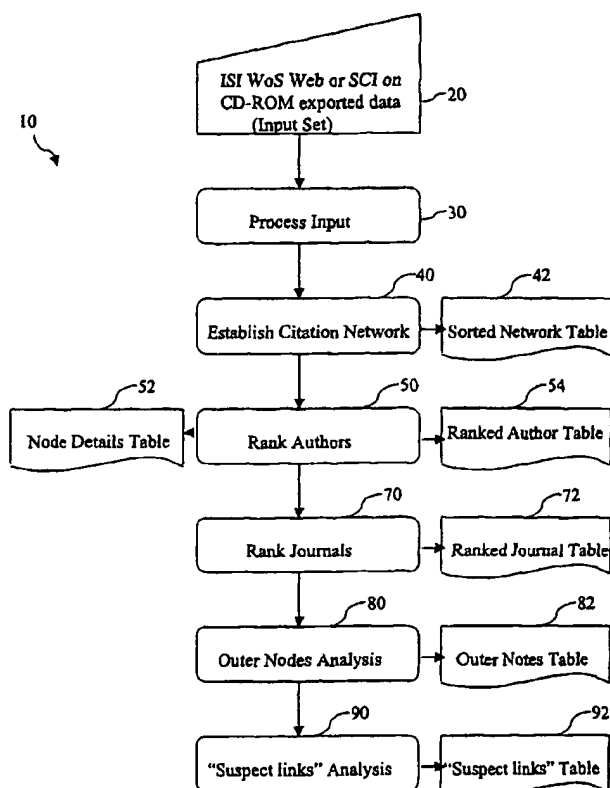 ISI WoS Web or SCI on
CD-ROM exported data
(Input Set)
20
10
Process Input
30
40
42
Establish Citation Network
Sorted Network Table
52
50
54
Node Details Table
Rank Authors
Ranked Author Table
70
72
Rank Journals
Ranked Journal Table
80
82
Outer Nodes Analysis
Outer Notes Table
90
92
"Suspect links" Analysis
"Suspect links" Table